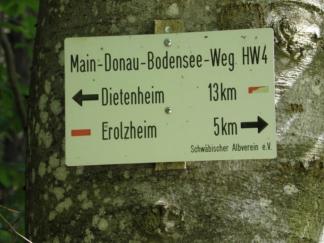 Main-Donau-Bodensee-Weg HW4
Dietenheim 13km
Erolzheim 5km
Schwäbischer Albverein e.V.